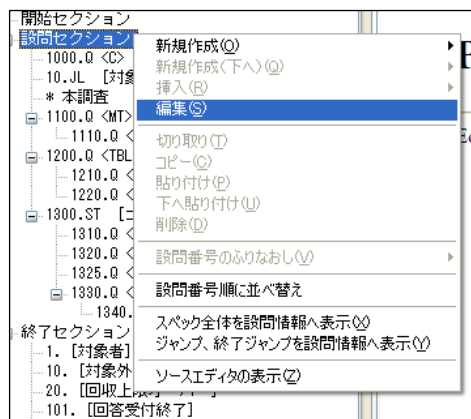 開始セクション
設問セクション
1000.Q <C>
10.JL [対象
* 本調査
1100.Q <MT>
1110.Q <
1200.Q <TBL
1210.Q <
1220.Q <
1300.ST [
1310.Q <
1320.Q <
1325.Q <
1330.Q <
1340.
終了セクション
1. [対象者]
10. [対象外
20. [回収上限
101. [回答受付終了]
新規作成(O)
新規作成(下へ)(Q)
挿入(R)
編集(S)
切り取り(T)
コピー(C)
貼り付け(P)
下へ貼り付け(U)
削除(D)
設問番号のふりなおし(V)
設問番号順に並べ替え
スペック全体を設問情報へ表示(X)
ジャンプ、終了ジャンプを設問情報へ表示(Y)
ソースエディタの表示(Z)